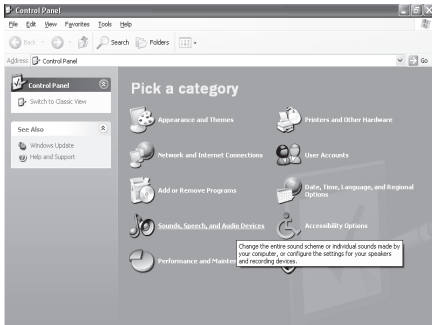 Control Panel
File Edit View Favorites Tools Help
Back Search Folders
Address Control Panel Go
Control Panel
Switch to Classic View
See Also
Windows Update
Help and Support
Pick a category
Appearance and Themes
Printers and Other Hardware
Network and Internet Connections
User Accounts
Add or Remove Programs
Date, Time, Language, and Regional
Options
Sounds, Speech, and Audio Devices
Accessibility Options
Performance and Mainten
Change the entire sound scheme or individual sounds made by
your computer, or configure the settings for your speakers
and recording devices.